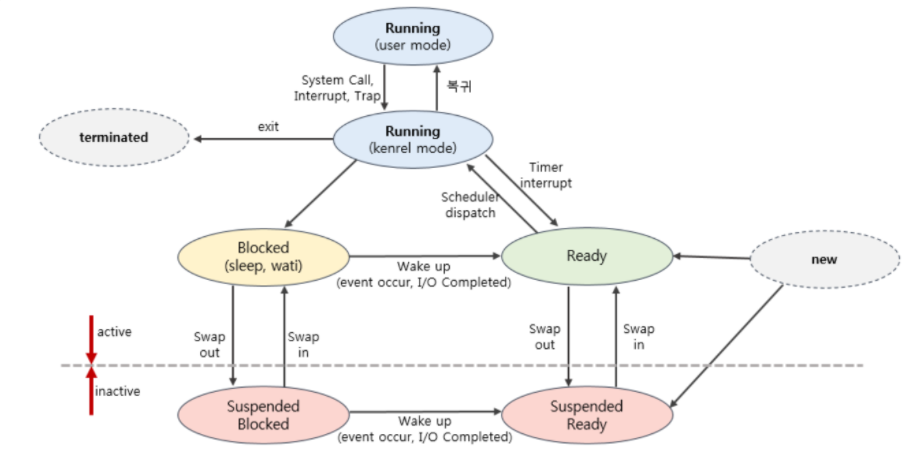 Running
(user mode)
System Call,
Interrupt, Trap
복귀
terminated
exit
Running
(kenrel mode)
Timer
interrupt
Scheduler
dispatch
Blocked
(sleep, wati)
Wake up
(event occur, I/O Completed)
Ready
new
active
Swap
out
Swap
in
Swap
out
Swap
in
inactive
Suspended
Blocked
Wake up
(event occur, I/O Completed)
Suspended
Ready